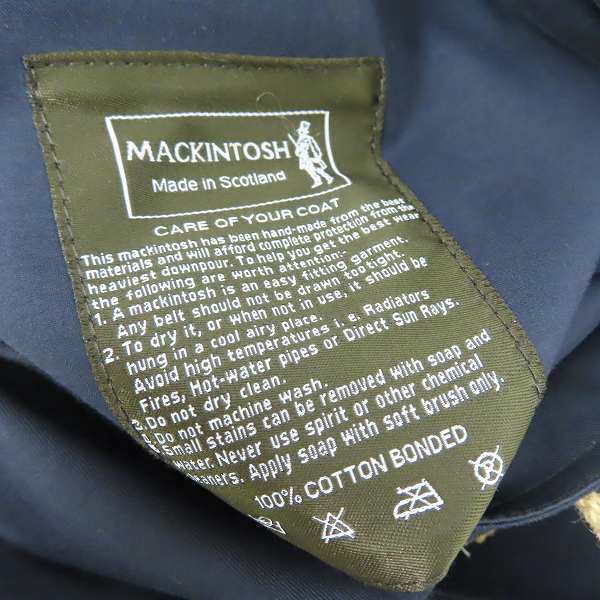 MACKINTOSH
Made in Scotland
CARE OF YOUR COAT
This mackintosh has been hand-made from the best
materials and will afford complete protection from the
heaviest downpour. To help you get the best wear
the following are worth attention:-
1. A mackintosh is an easy fitting garment.
Any belt should not be drawn too tight.
2. To dry it, or when not in use, it should be
hung in a cool airy place.
Avoid high temperatures i.e. Radiators
Fires, Hot-water pipes or Direct Sun Rays.
3. Do not dry clean.
4. Do not machine wash.
Small stains can be removed with soap and
water. Never use spirit or other chemical
cleaners. Apply soap with soft brush only.
100% COTTON BONDED